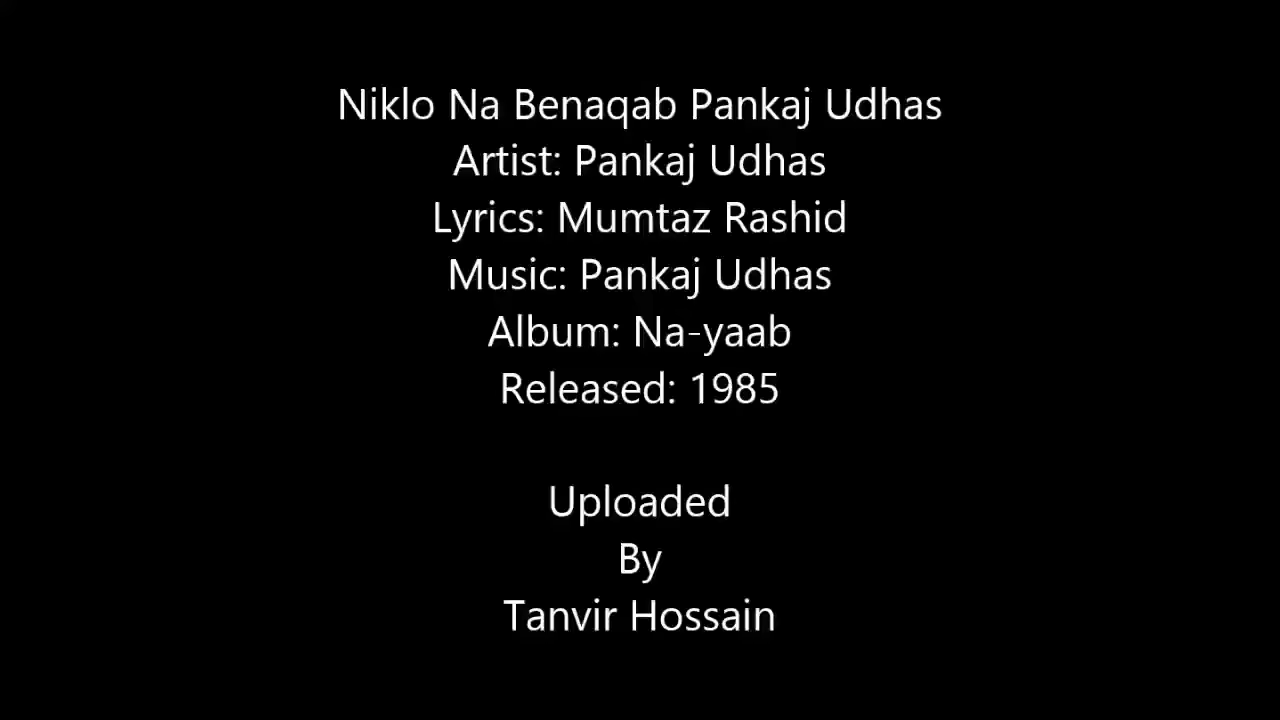 Niklo Na Benaqab Pankaj Udhas
Artist: Pankaj Udhas
Lyrics: Mumtaz Rashid
Music: Pankaj Udhas
Album: Na-yaab
Released: 1985
Uploaded
By
Tanvir Hossain